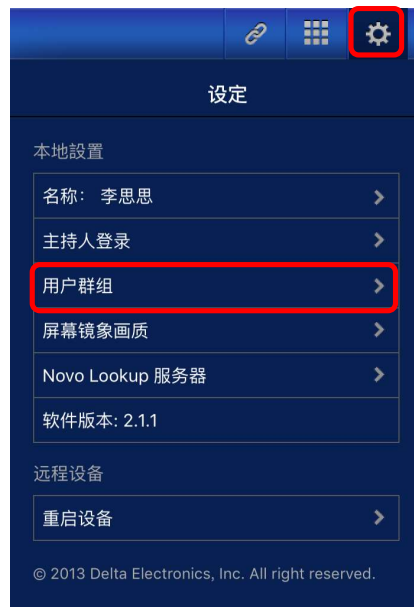 设定
本地設置
名称： 李思思
主持人登录
用户群组
屏幕镜象画质
Novo Lookup 服务器
软件版本: 2.1.1
远程设备
重启设备
© 2013 Delta Electronics, Inc. All right reserved.